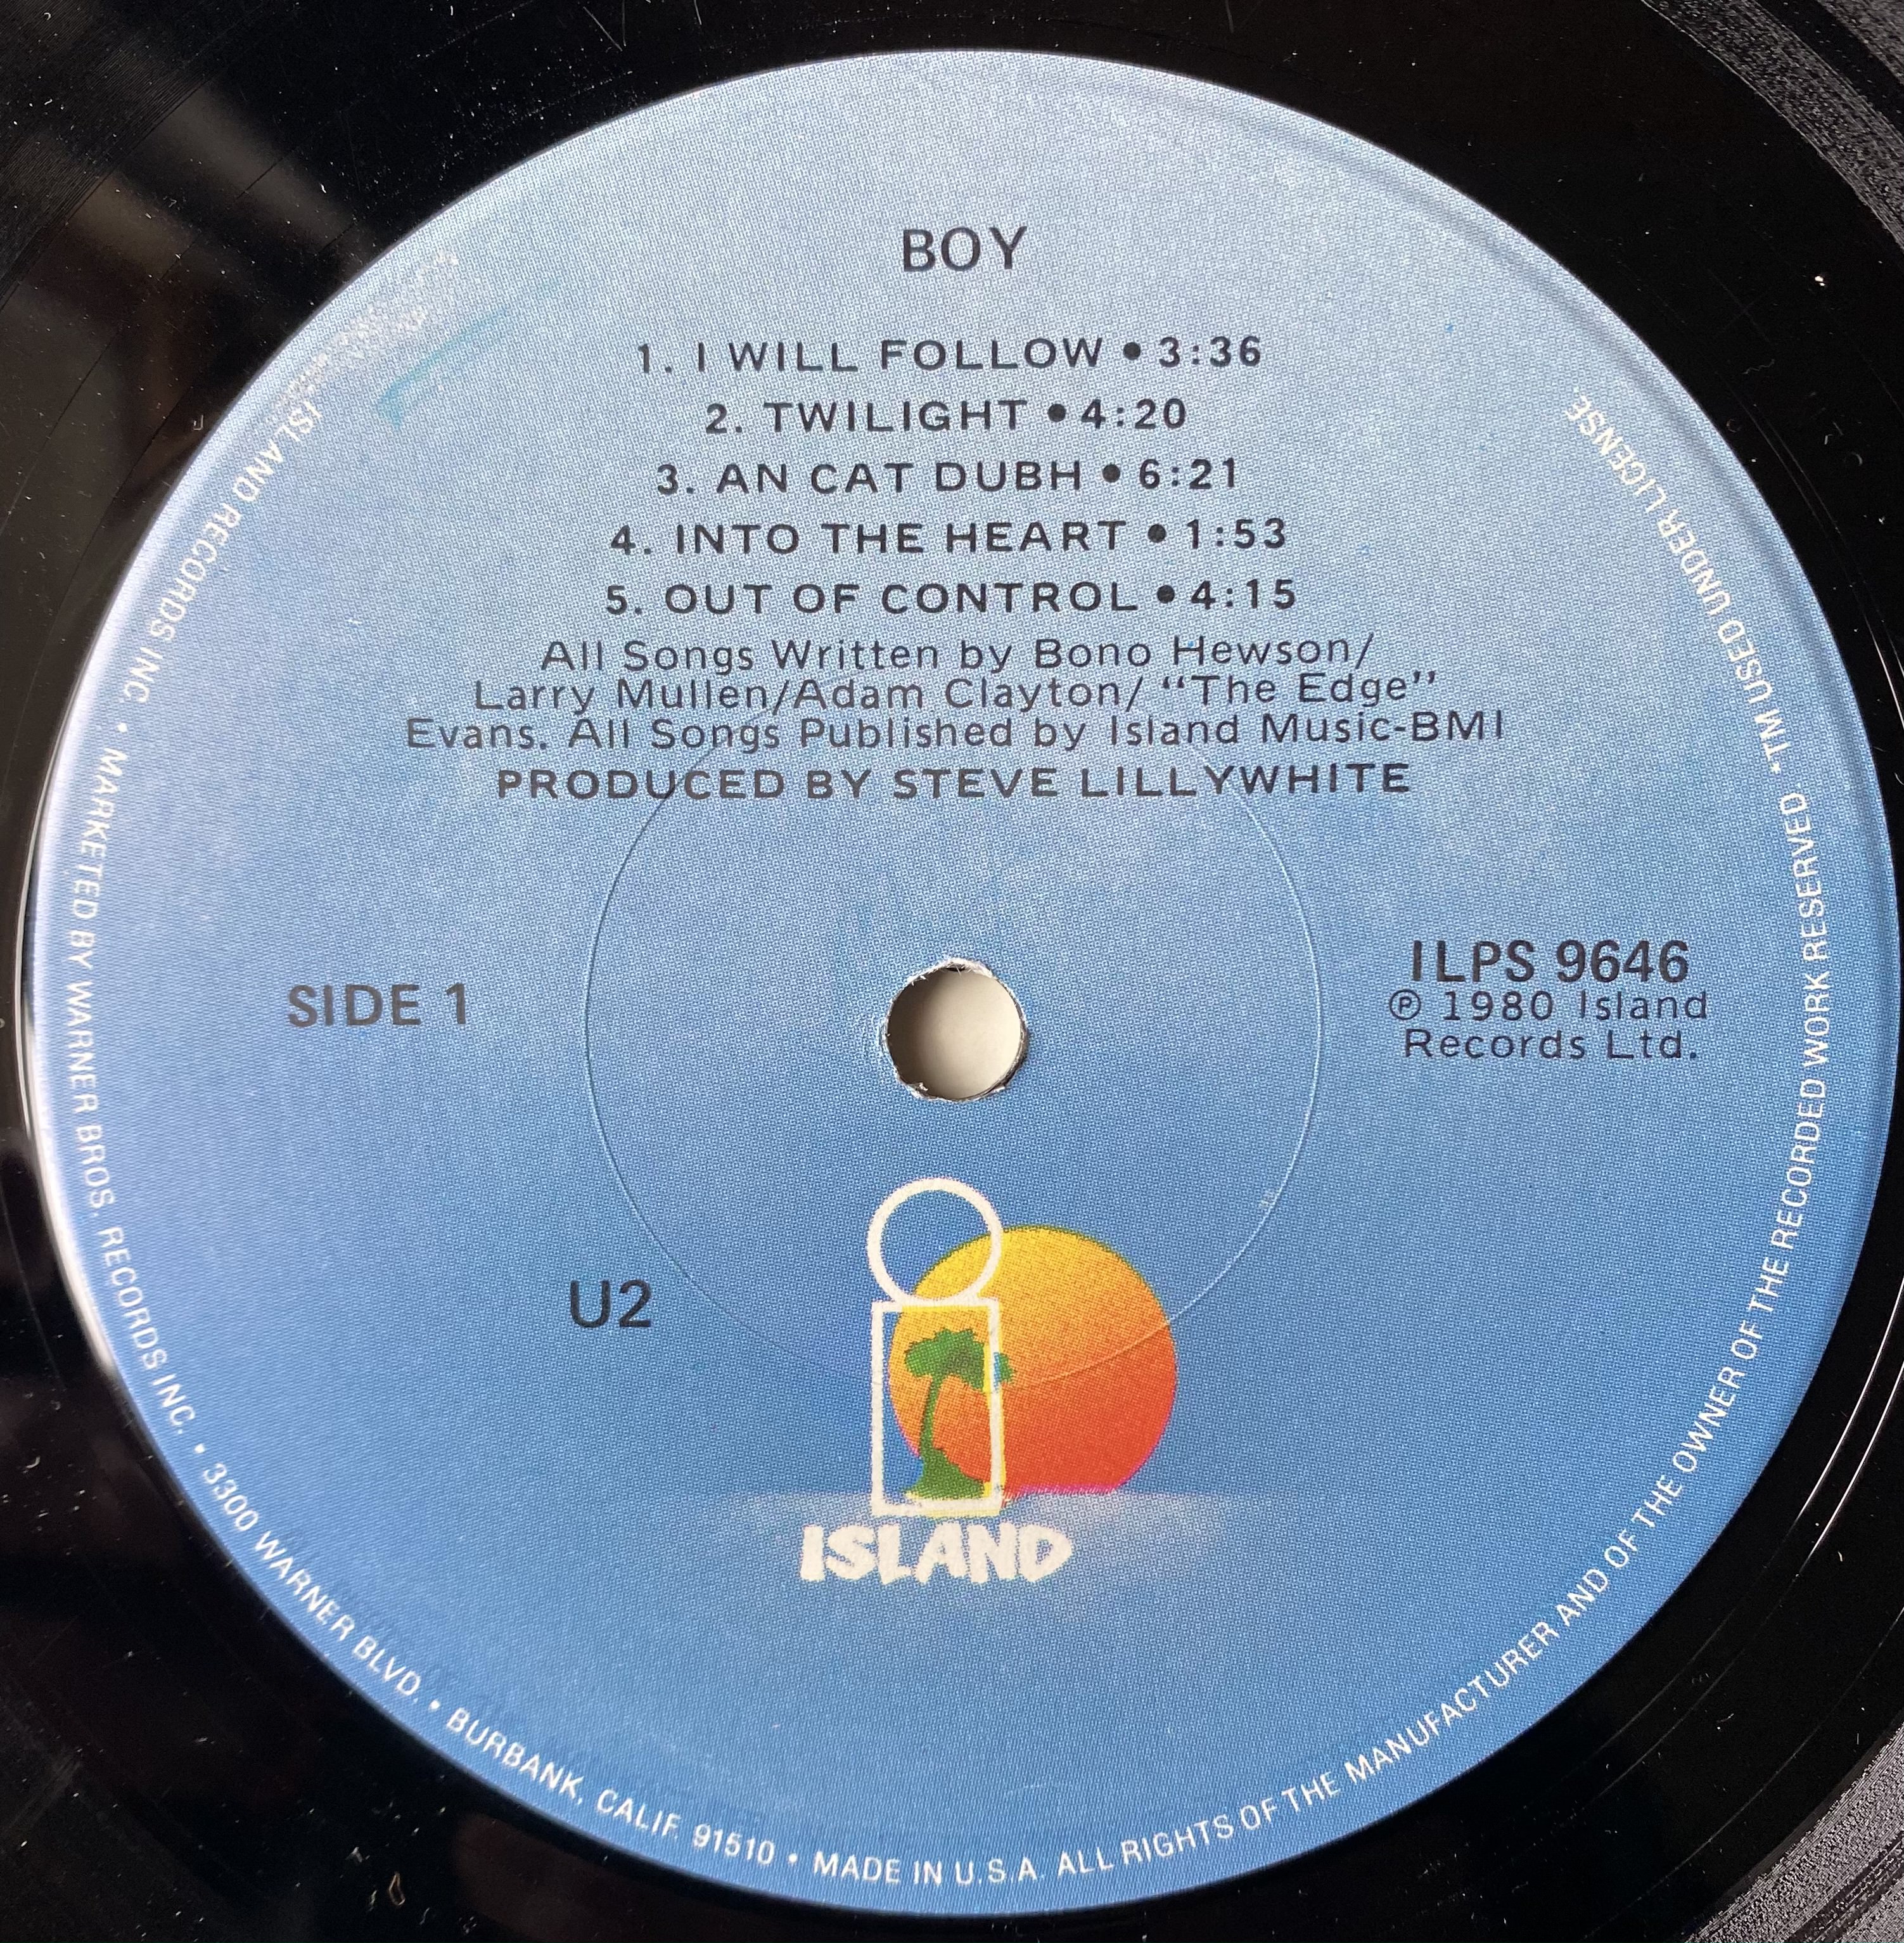 BOY
1. I WILL FOLLOW • 3:36
2. TWILIGHT • 4:20
3. AN CAT DUBH • 6:21
4. INTO THE HEART • 1:53
5. OUT OF CONTROL • 4:15
All Songs Written by Bono Hewson/
Larry Mullen/Adam Clayton/ “The Edge”
Evans. All Songs Published by Island Music-BMI
PRODUCED BY STEVE LILLYWHITE
SIDE 1
ILPS 9646
℗ 1980 Island
Records Ltd.
U2
ISLAND
ISLAND RECORDS INC. • MARKETED BY WARNER BROS. RECORDS INC. • 3300 WARNER BLVD. • BURBANK, CALIF. 91510 • MADE IN U.S.A. ALL RIGHTS OF THE MANUFACTURER AND OF THE OWNER OF THE RECORDED WORK RESERVED • TM USED UNDER LICENSE.